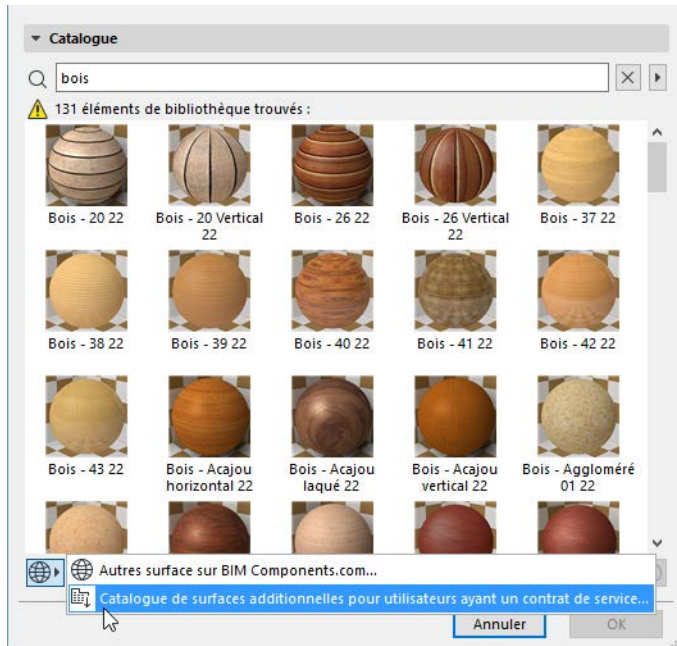 Catalogue
bois
131 éléments de bibliothèque trouvés :
Bois - 20 22
Bois - 20 Vertical
22
Bois - 26 22
Bois - 26 Vertical
22
Bois - 37 22
Bois - 38 22
Bois - 39 22
Bois - 40 22
Bois - 41 22
Bois - 42 22
Bois - 43 22
Bois - Acajou
horizontal 22
Bois - Acajou
laqué 22
Bois - Acajou
vertical 22
Bois - Aggloméré
01 22
Autres surface sur BIM Components.com...
Catalogue de surfaces additionnelles pour utilisateurs ayant un contrat de service...
Annuler
OK